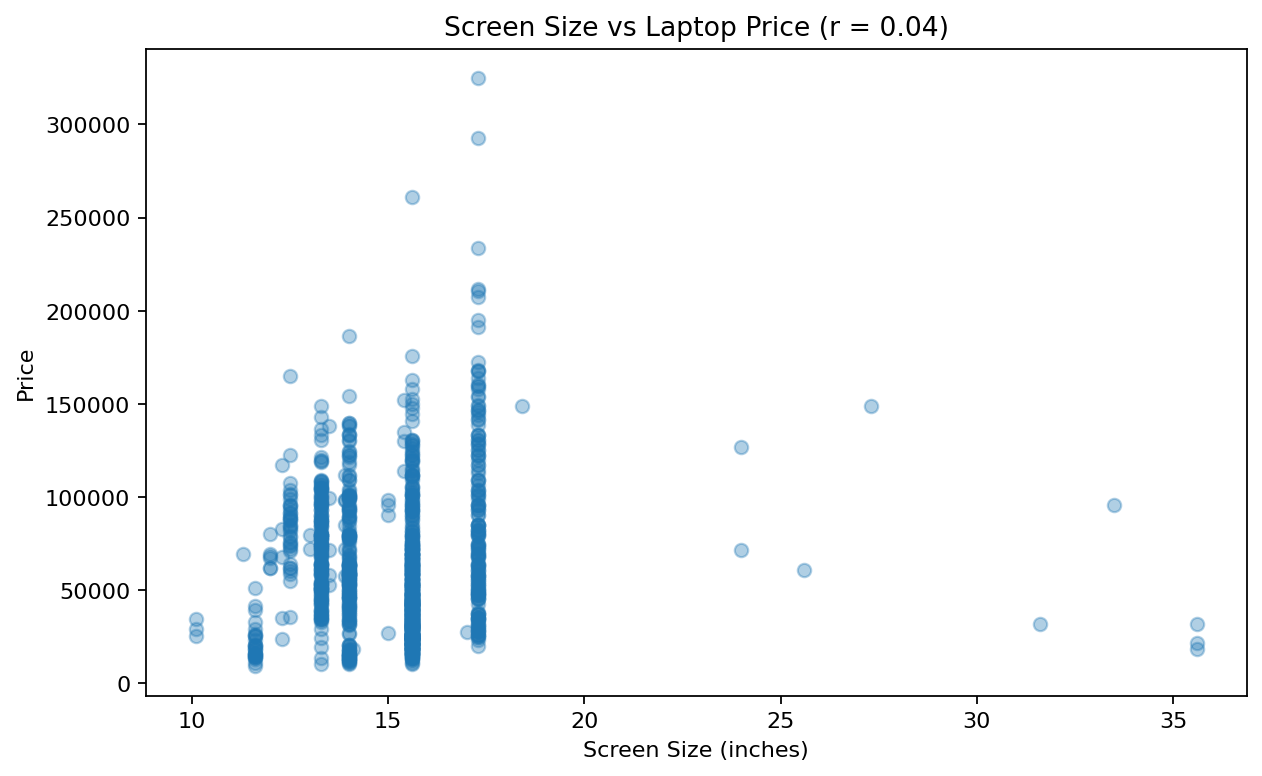 Screen Size vs Laptop Price (r = 0.04)
Price
300000
250000
200000
150000
100000
50000
0
10 15 20 25 30 35
Screen Size (inches)